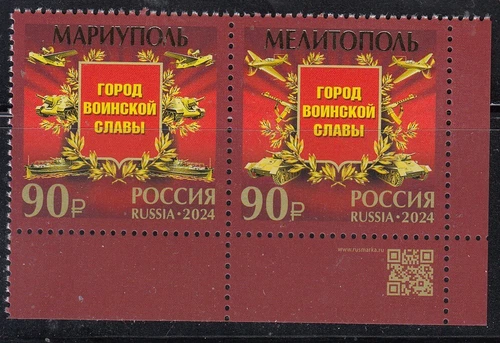 МАРИУПОЛЬ
ГОРОД
ВОИНСКОЙ
СЛАВЫ
90₽
РОССИЯ
RUSSIA • 2024
МЕЛИТОПОЛЬ
ГОРОД
ВОИНСКОЙ
СЛАВЫ
90₽
РОССИЯ
RUSSIA • 2024
www.rusmarka.ru